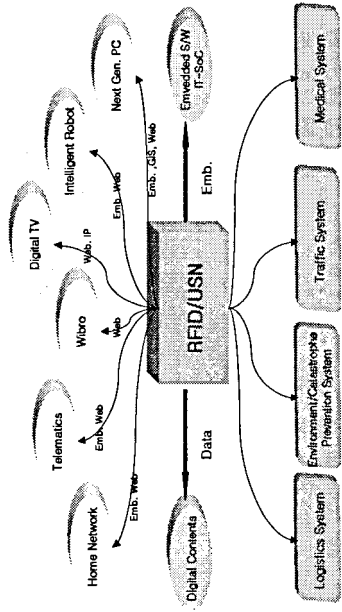 Home Network
Telematics
Wibro
Digital TV
Intelligent Robot
Next Gen. PC
Emb. Web
Emb. Web
Web
Web. IP
Emb. Web
Emb. ,GIS, Web
Digital Contents
Data
RFID/USN
Emb.
Emvedded S/W
IT-SoC
Logistics System
Environment/Catastrophe
Prevention System
Traffic System
Medical System